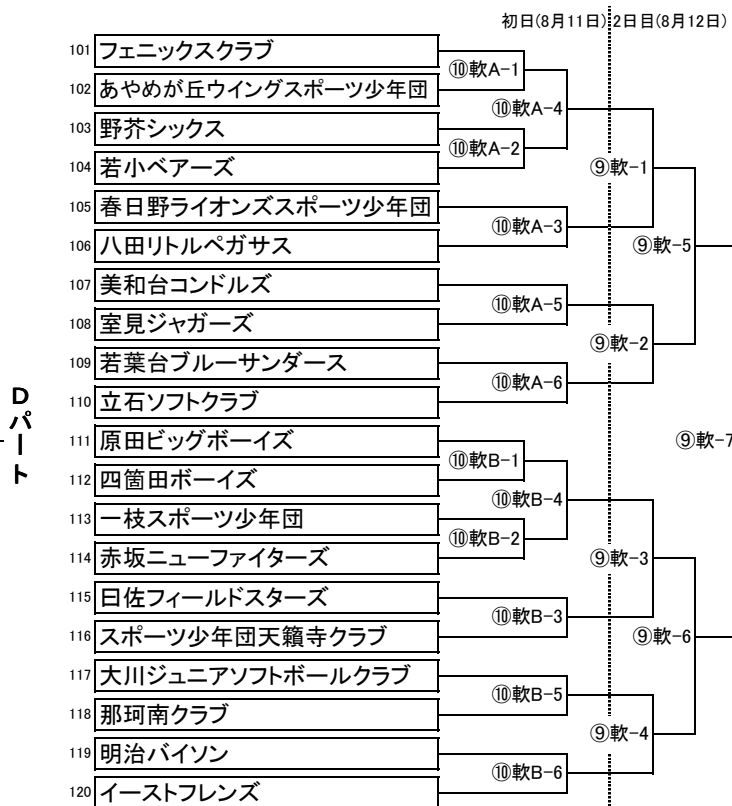 初日(8月11日) 2日目(8月12日)
101 フェニックスクラブ
⑩軟A-1
102 あやめが丘ウイングスポーツ少年団
⑩軟A-4
103 野芥シックス
⑩軟A-2
104 若小ベアーズ
⑨軟-1
105 春日野ライオンズスポーツ少年団
⑩軟A-3
106 八田リトルペガサス
⑨軟-5
107 美和台コンドルズ
⑩軟A-5
108 室見ジャガーズ
⑨軟-2
109 若葉台ブルーサンダース
⑩軟A-6
110 立石ソフトクラブ
Dパート
111 原田ビッグボーイズ
⑨軟-7
⑩軟B-1
112 四箇田ボーイズ
⑩軟B-4
113 一枝スポーツ少年団
⑩軟B-2
114 赤坂ニューファイターズ
⑨軟-3
115 日佐フィールドスターズ
⑩軟B-3
116 スポーツ少年団天籟寺クラブ
⑨軟-6
117 大川ジュニアソフトボールクラブ
⑩軟B-5
118 那珂南クラブ
⑨軟-4
119 明治バイソン
⑩軟B-6
120 イーストフレンズ